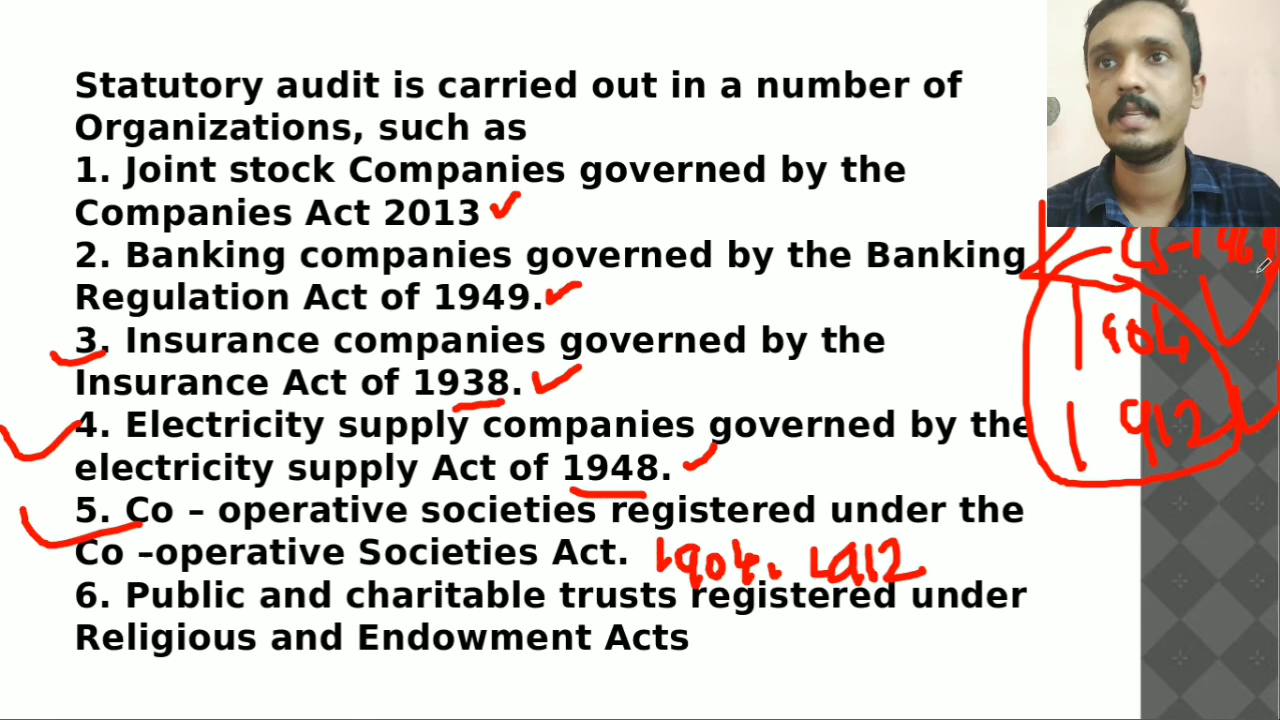 Statutory audit is carried out in a number of
Organizations, such as
1. Joint stock Companies governed by the
Companies Act 2013
2. Banking companies governed by the Banking
Regulation Act of 1949.
3. Insurance companies governed by the
Insurance Act of 1938.
4. Electricity supply companies governed by the
electricity supply Act of 1948.
5. Co – operative societies registered under the
Co –operative Societies Act. 1904. 1912
6. Public and charitable trusts registered under
Religious and Endowment Acts
1904
1912